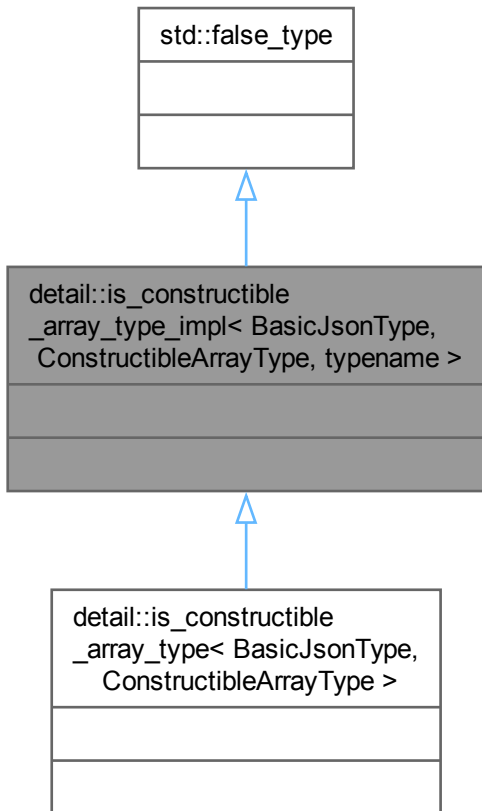 std::false_type
detail::is_constructible
_array_type_impl< BasicJsonType,
ConstructibleArrayType, typename >
detail::is_constructible
_array_type< BasicJsonType,
ConstructibleArrayType >